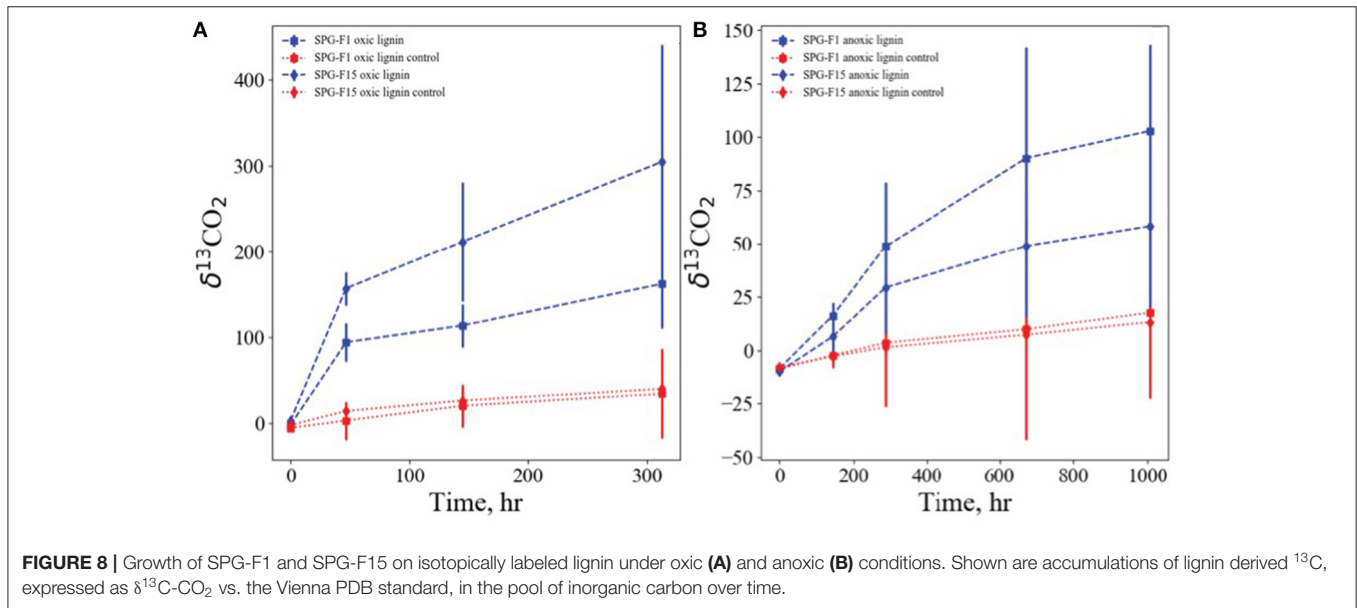 A
SPG-F1 oxic lignin
SPG-F1 oxic lignin control
SPG-F15 oxic lignin
SPG-F15 oxic lignin control
400
300
200
100
0
δ¹³CO₂
0 100 200 300
Time, hr
B
SPG-F1 anoxic lignin
SPG-F1 anoxic lignin control
SPG-F15 anoxic lignin
SPG-F15 anoxic lignin control
150
125
100
75
50
25
0
−25
−50
δ¹³CO₂
0 200 400 600 800 1000
Time, hr
FIGURE 8 | Growth of SPG-F1 and SPG-F15 on isotopically labeled lignin under oxic (A) and anoxic (B) conditions. Shown are accumulations of lignin derived ¹³C,
expressed as δ¹³C-CO₂ vs. the Vienna PDB standard, in the pool of inorganic carbon over time.